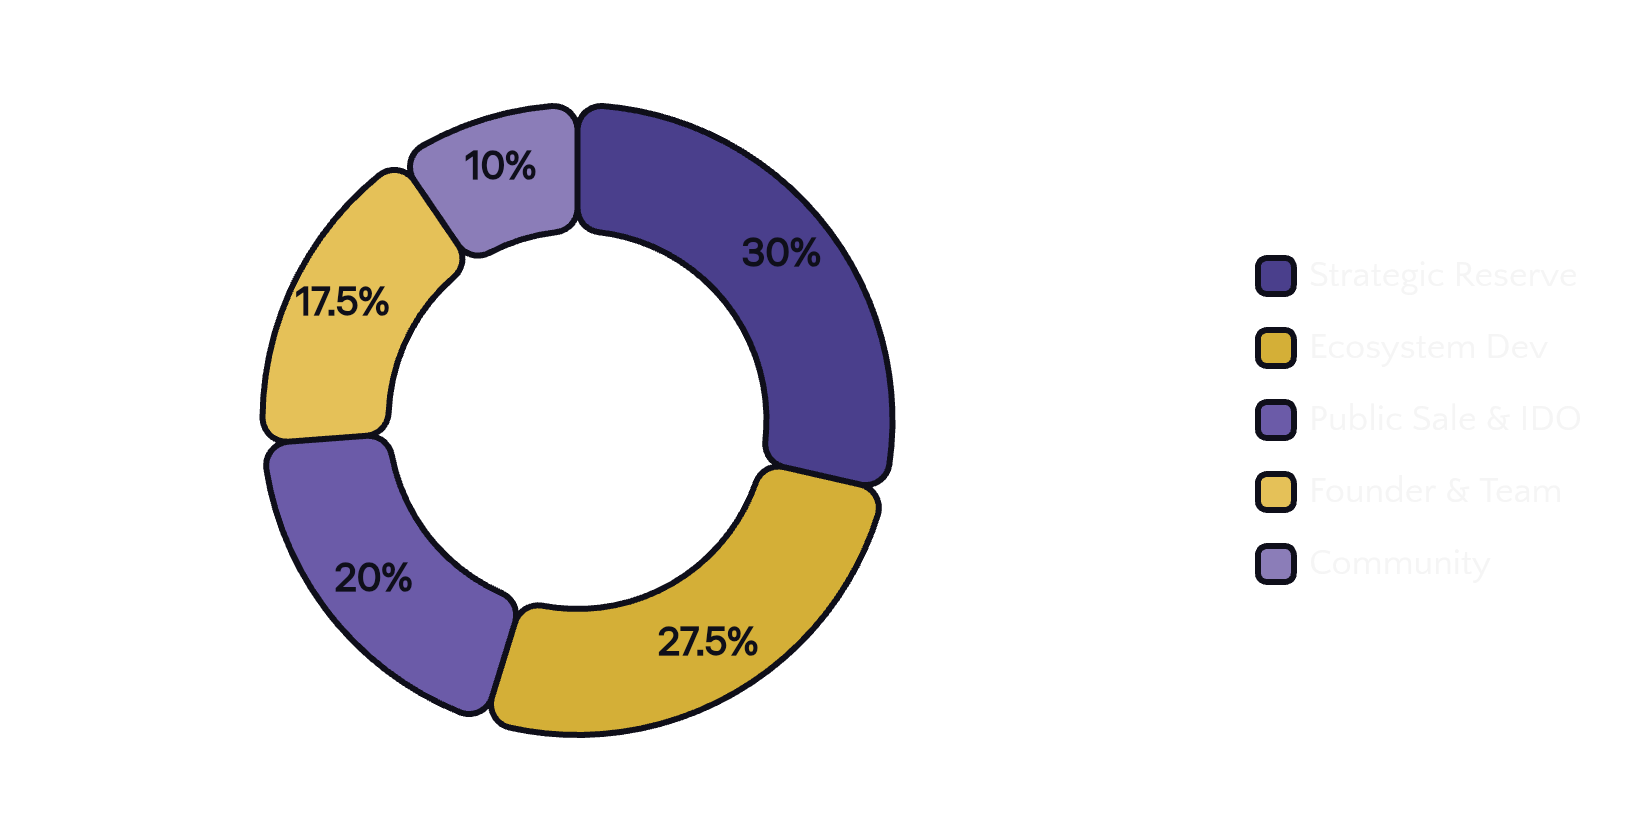 10%
30%
17.5%
20%
27.5%
Strategic Reserve
Ecosystem Dev
Public Sale & IDO
Founder & Team
Community